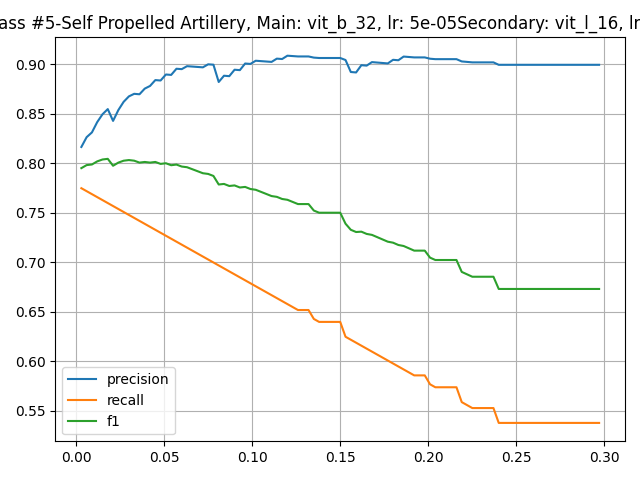 ass #5-Self Propelled Artillery, Main: vit_b_32, lr: 5e-05Secondary: vit_l_16, lr
0.90
0.85
0.80
0.75
0.70
0.65
0.60
0.55
precision
recall
f1
0.00 0.05 0.10 0.15 0.20 0.25 0.30